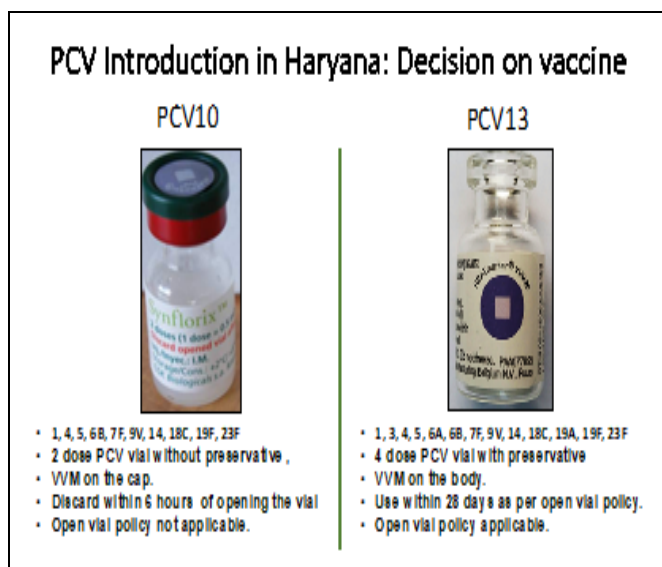 PCV Introduction in Haryana: Decision on vaccine
PCV10
Synflorix™
doses (1 dose = 0.5
Discard opened vial
I.M.
Biologicals s.a.
• 1, 4, 5, 6B, 7F, 9V, 14, 18C, 19F, 23F
• 2 dose PCV vial without preservative ,
• VVM on the cap.
• Discard within 6 hours of opening the vial
• Open vial policy not applicable.
PCV13
Belgium N.V.,
• 1, 3, 4, 5, 6A, 6B, 7F, 9V, 14, 18C, 19A, 19F, 23F
• 4 dose PCV vial with preservative
• VVM on the body.
• Use within 28 days as per open vial policy.
• Open vial policy applicable.